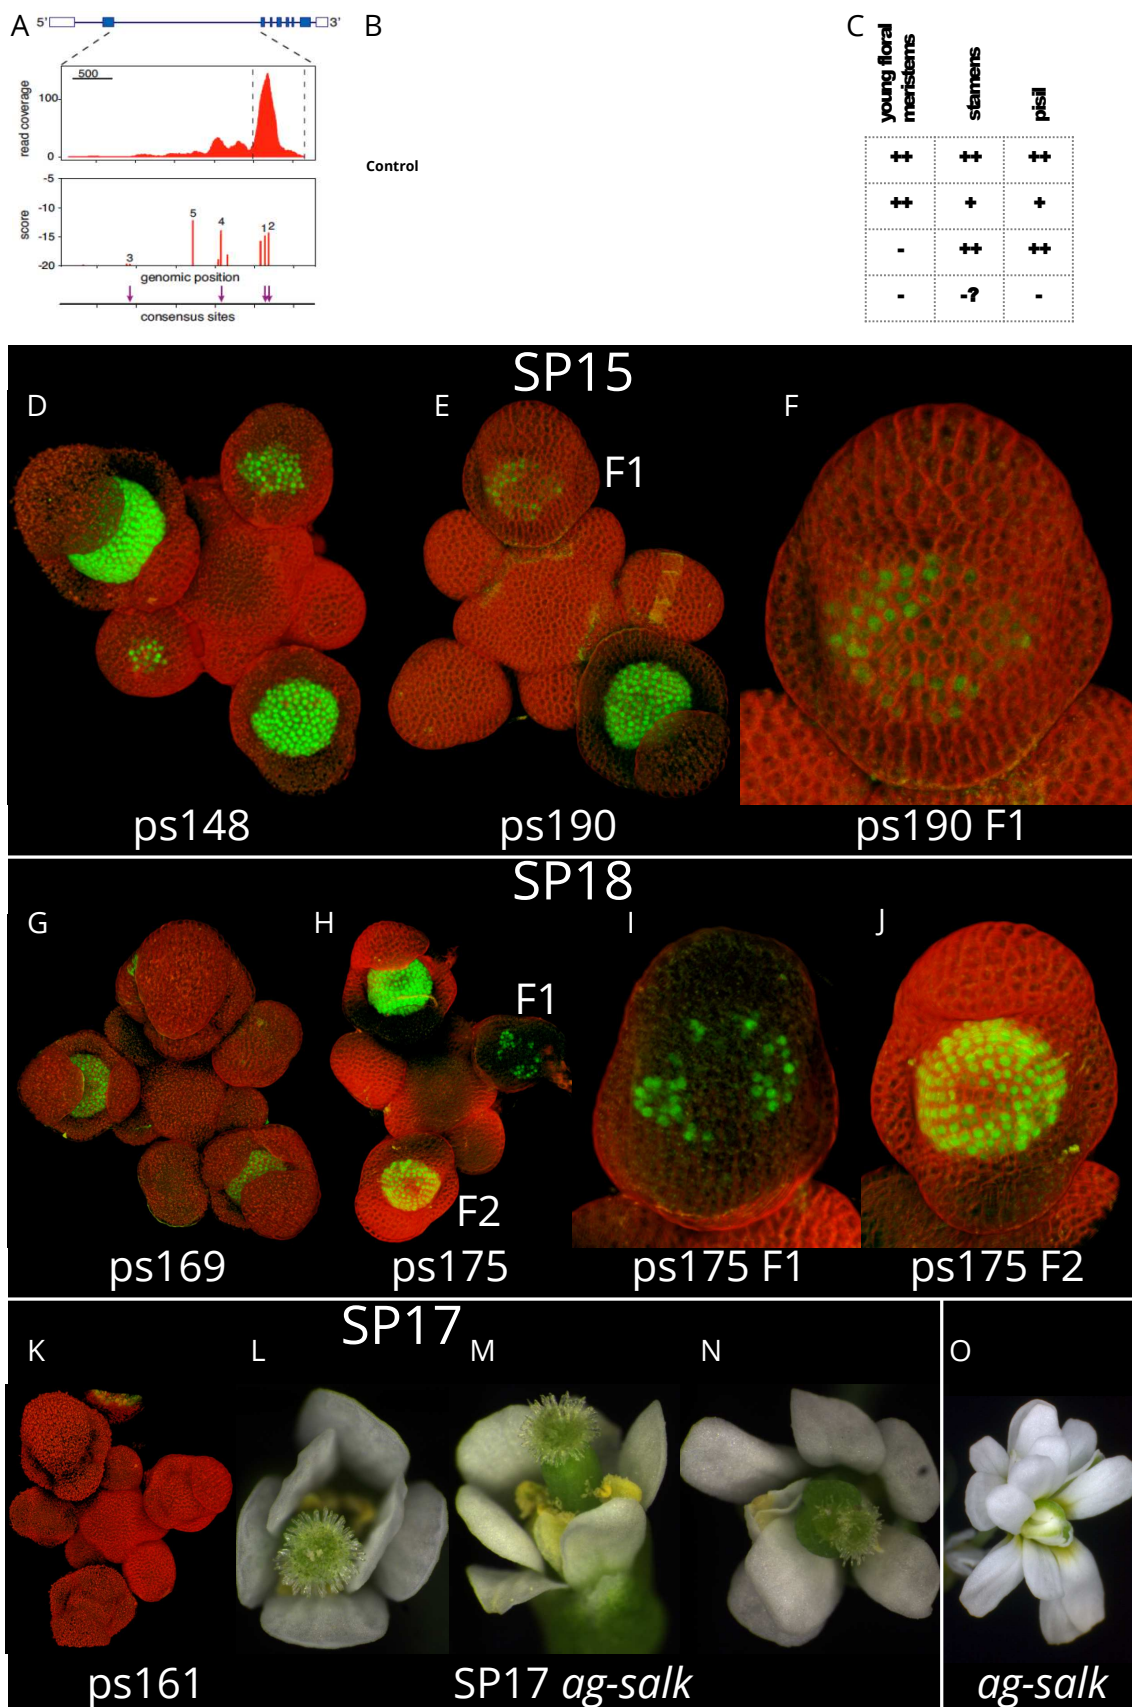 A
5'
3'
500
read coverage
100
0
-5
-10
-15
-20
score
5
4
1
2
3
genomic position
consensus sites
B
Control
C
young floral
meristems
stamens
pisil
++ ++ ++
++ + +
- ++ ++
- -? -
SP15
D
E
F1
F
ps148
ps190
ps190 F1
SP18
G
H
F1
F2
I
J
ps169
ps175
ps175 F1
ps175 F2
SP17
K
L
M
N
O
ps161
SP17 ag-salk
ag-salk